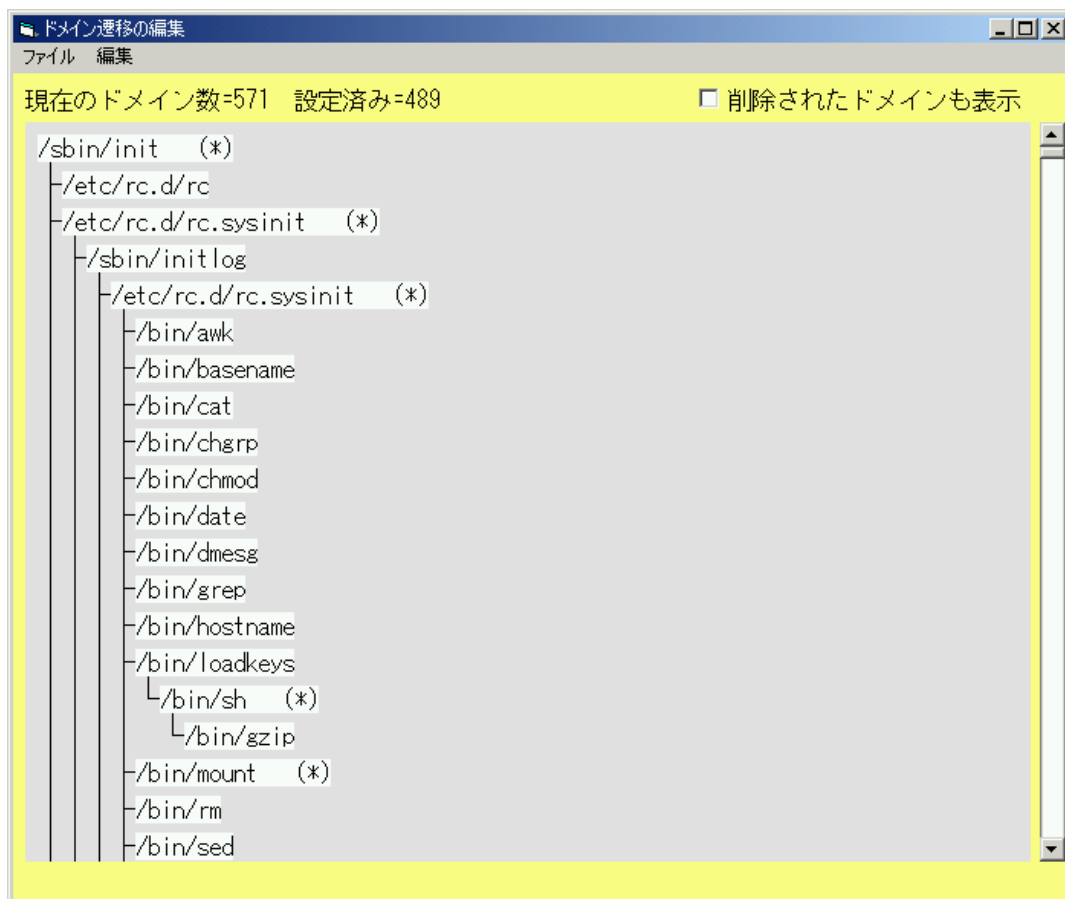 ドメイン遷移の編集
ファイル 編集
現在のドメイン数=571 設定済み=489 削除されたドメインも表示
/sbin/init (*)
/etc/rc.d/rc
/etc/rc.d/rc.sysinit (*)
/sbin/initlog
/etc/rc.d/rc.sysinit (*)
/bin/awk
/bin/basename
/bin/cat
/bin/chgrp
/bin/chmod
/bin/date
/bin/dmesg
/bin/grep
/bin/hostname
/bin/loadkeys
/bin/sh (*)
/bin/gzip
/bin/mount (*)
/bin/rm
/bin/sed